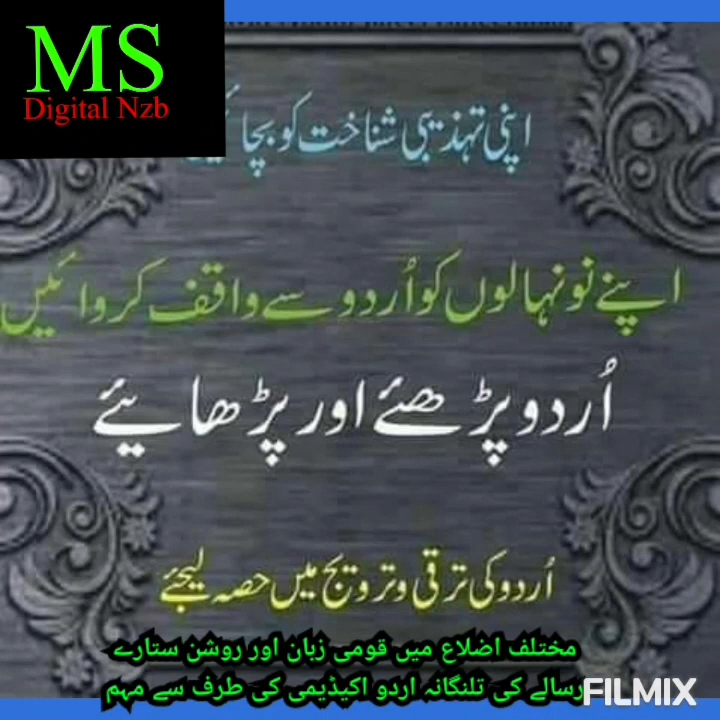 MS
Digital Nzb
اپنی تہذیبی شناخت کو بچا
اپنے نونہالوں کو اُردو سے واقف کروائیں
اُردو پڑھئے اور پڑھایئے
اُردو کی ترقی و ترویج میں حصہ لیجئے
مختلف اضلاع میں قومی زبان اور روشن ستارے
رسالے کی تلنگانہ اردو اکیڈیمی کی طرف سے مہم
FILMIX